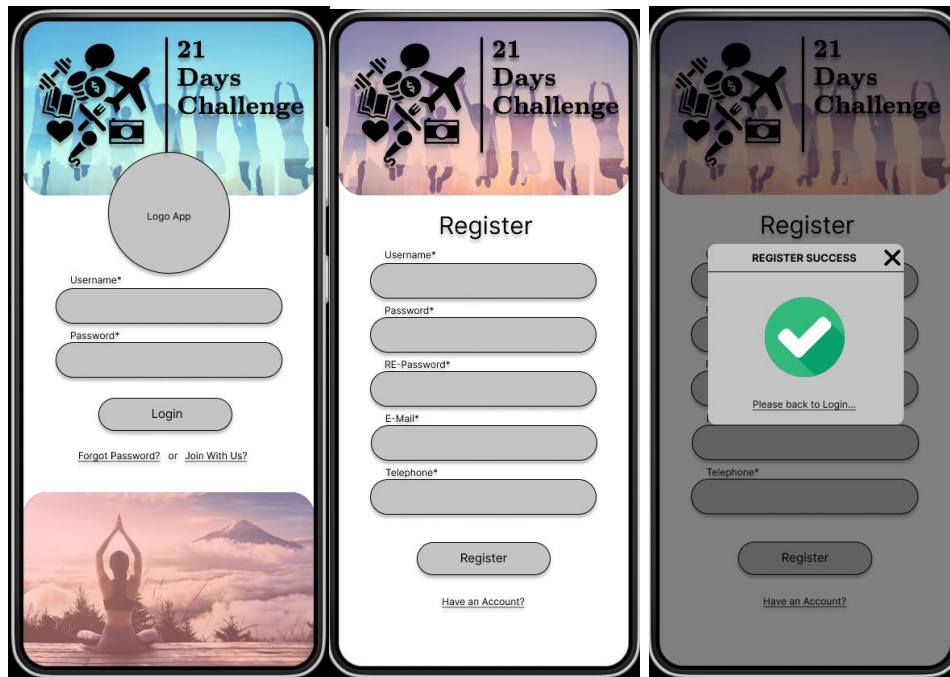 21
Days
Challenge
Logo App
Username*
Password*
Login
Forgot Password? or Join With Us?
21
Days
Challenge
Register
Username*
Password*
RE-Password*
E-Mail*
Telephone*
Register
Have an Account?
21
Days
Challenge
Register
REGISTER SUCCESS
Please back to Login...
Telephone*
Register
Have an Account?